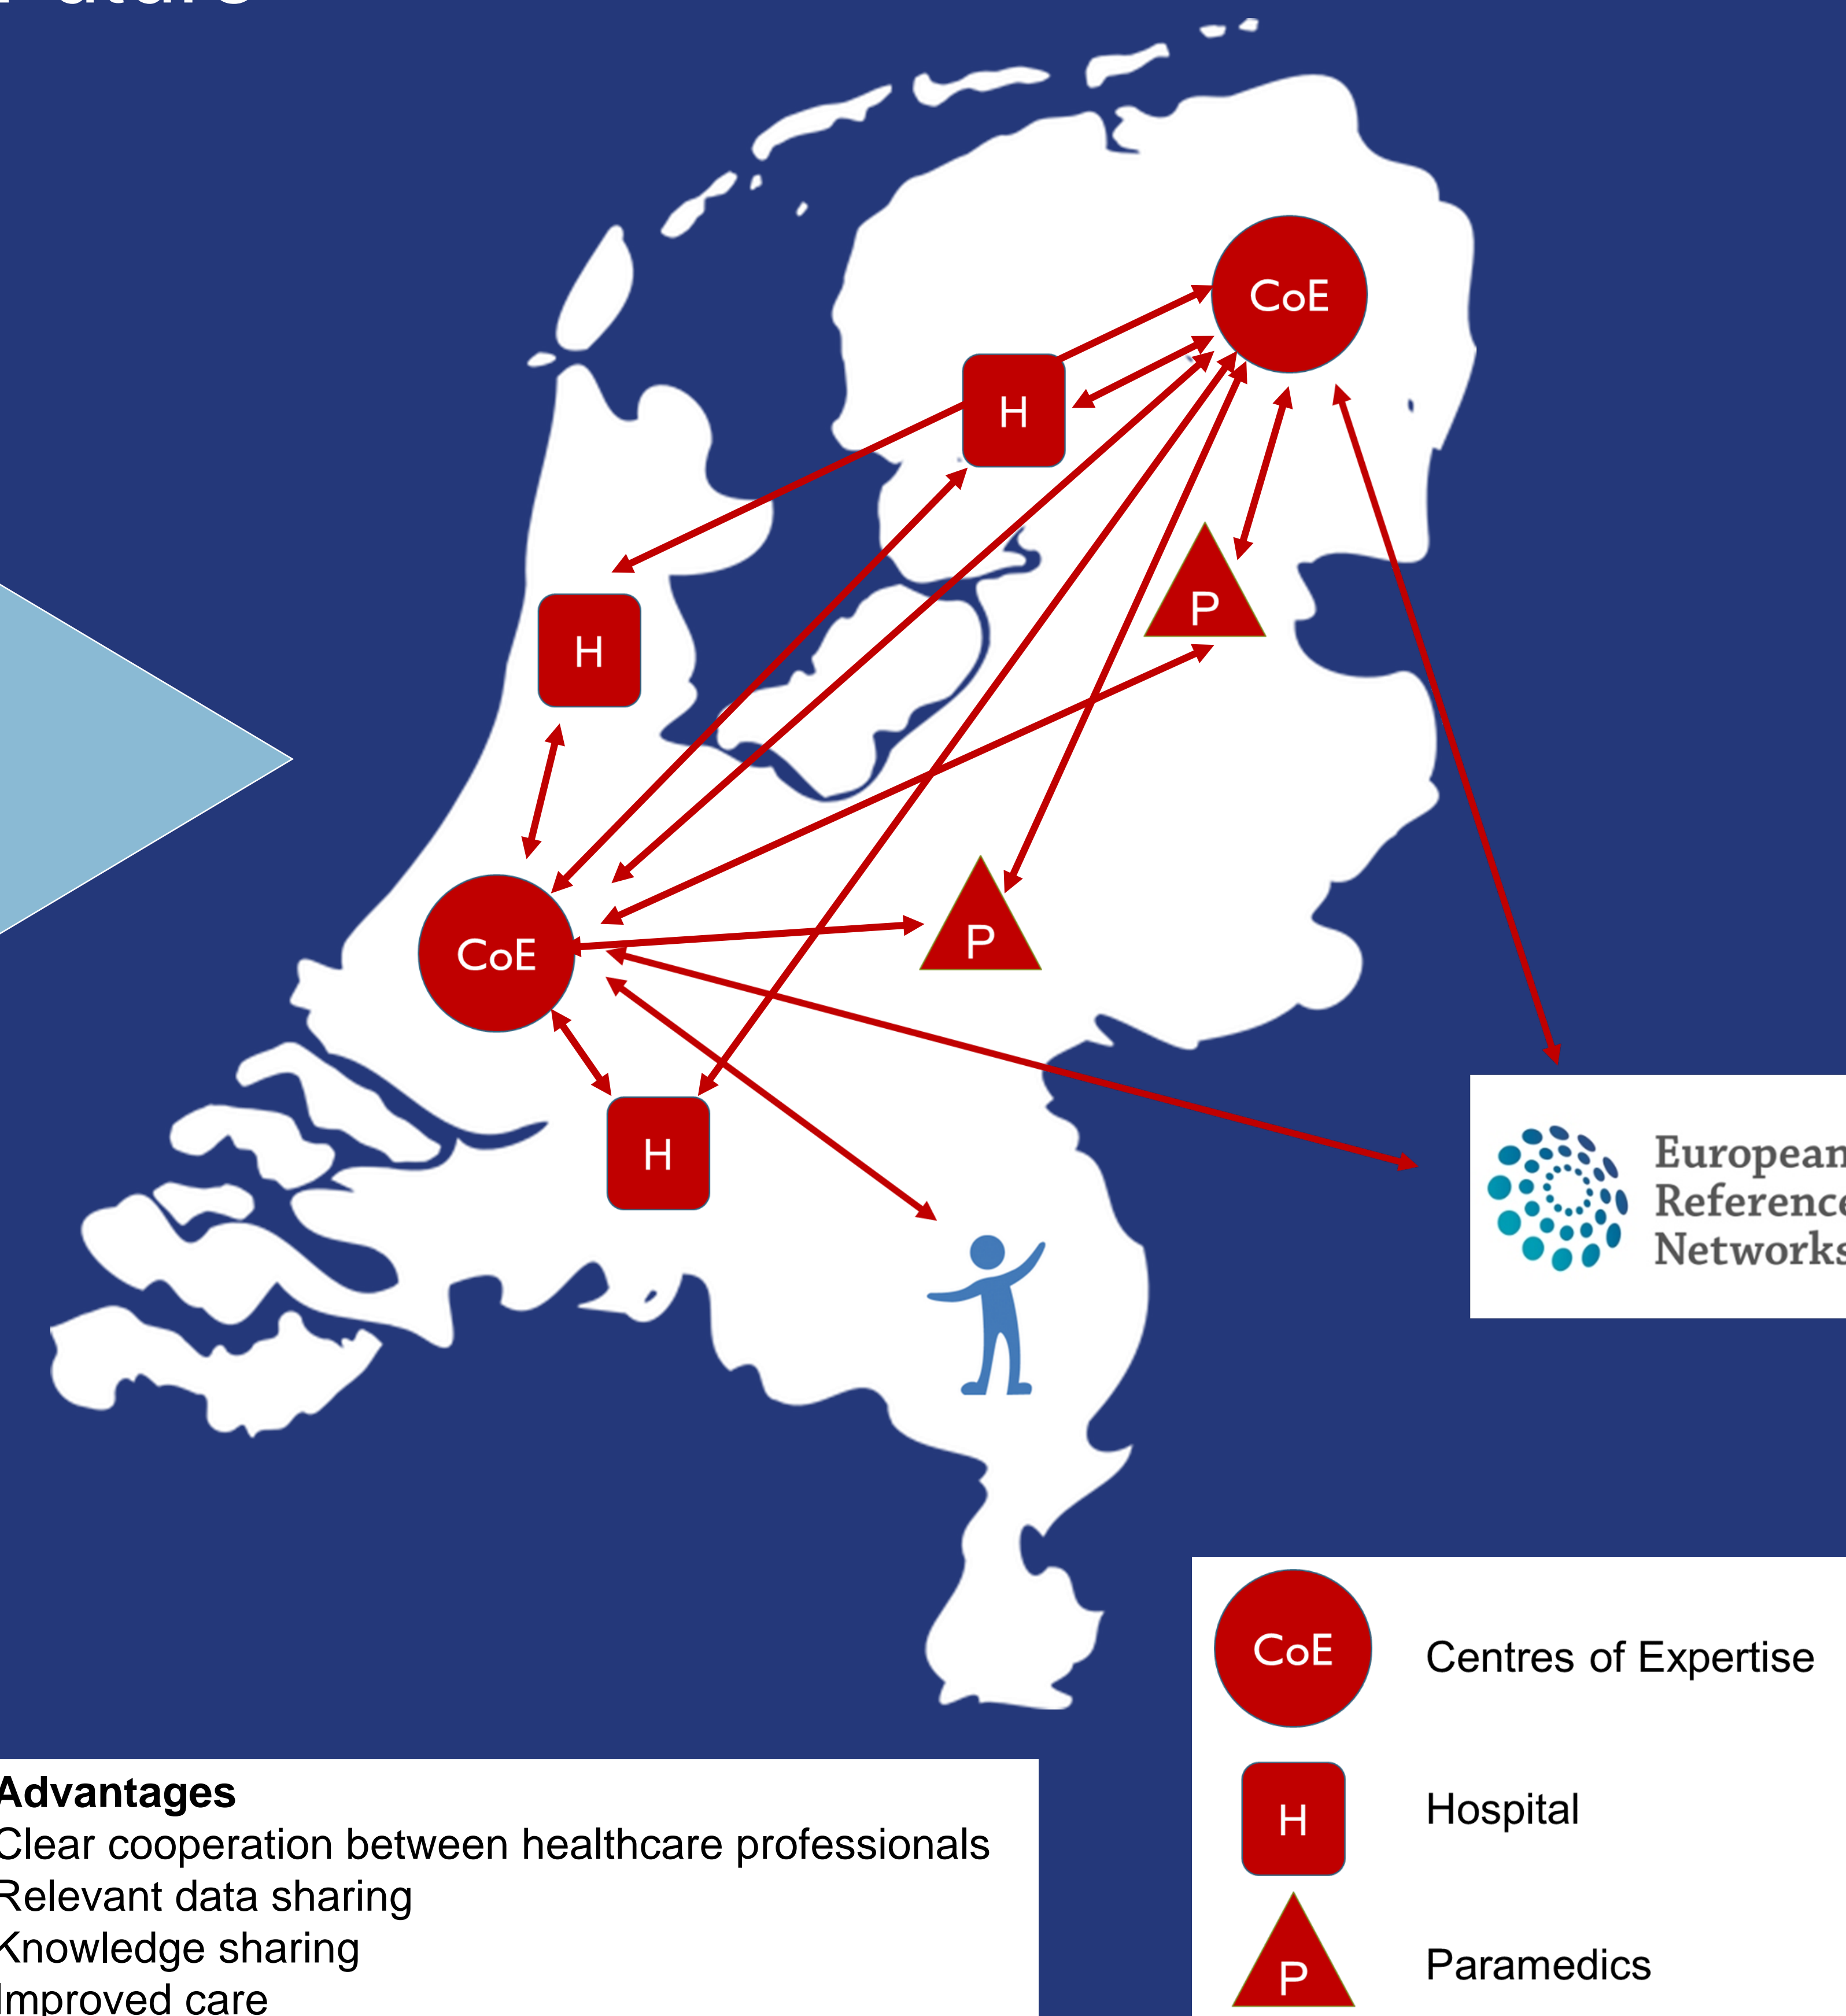 CoE
H
H
P
P
CoE
H
European
Reference
Networks
CoE
Centres of Expertise
H
Hospital
P
Paramedics
Advantages
Clear cooperation between healthcare professionals
Relevant data sharing
Knowledge sharing
Improved care